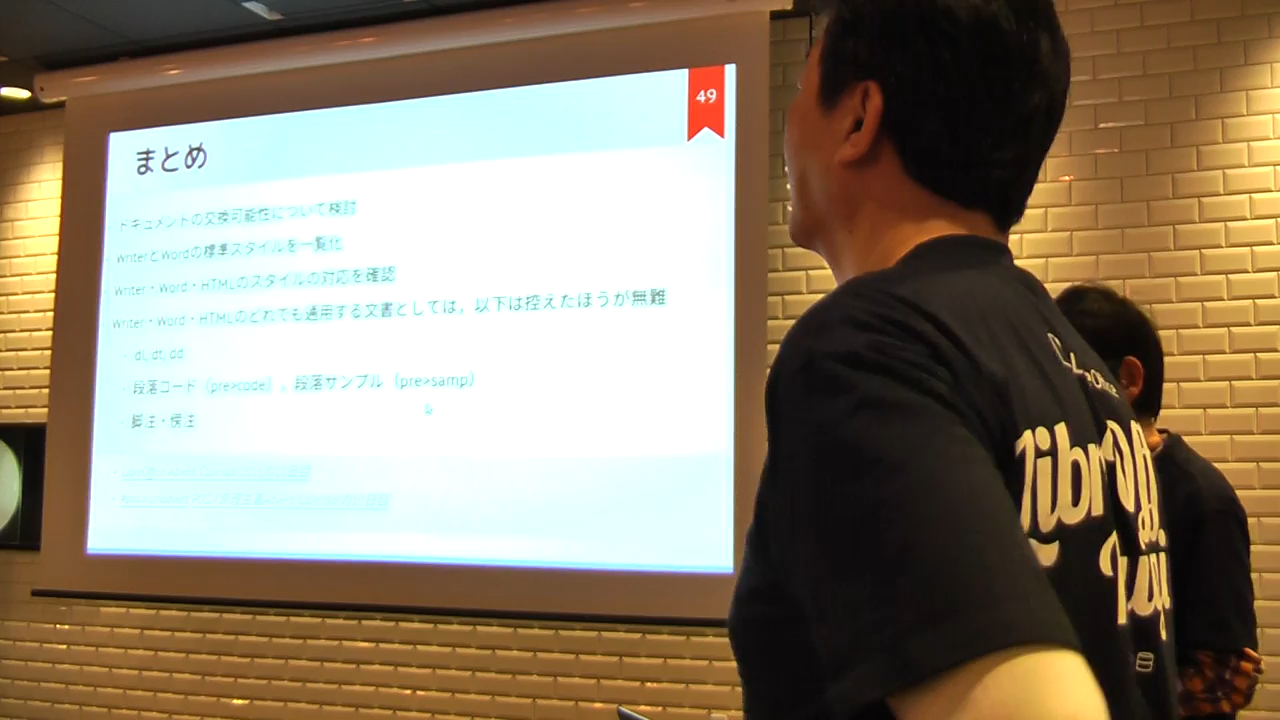 49
まとめ
ドキュメントの交換可能性について検討
WriterとWordの標準スタイルを一覧化
Writer・Word・HTMLのスタイルの対応を確認
Writer・Word・HTMLのどれでも通用する文書としては，以下は控えたほうが無難
dl, dt, dd
段落コード（pre>code），段落サンプル（pre>samp）
脚注・傍注